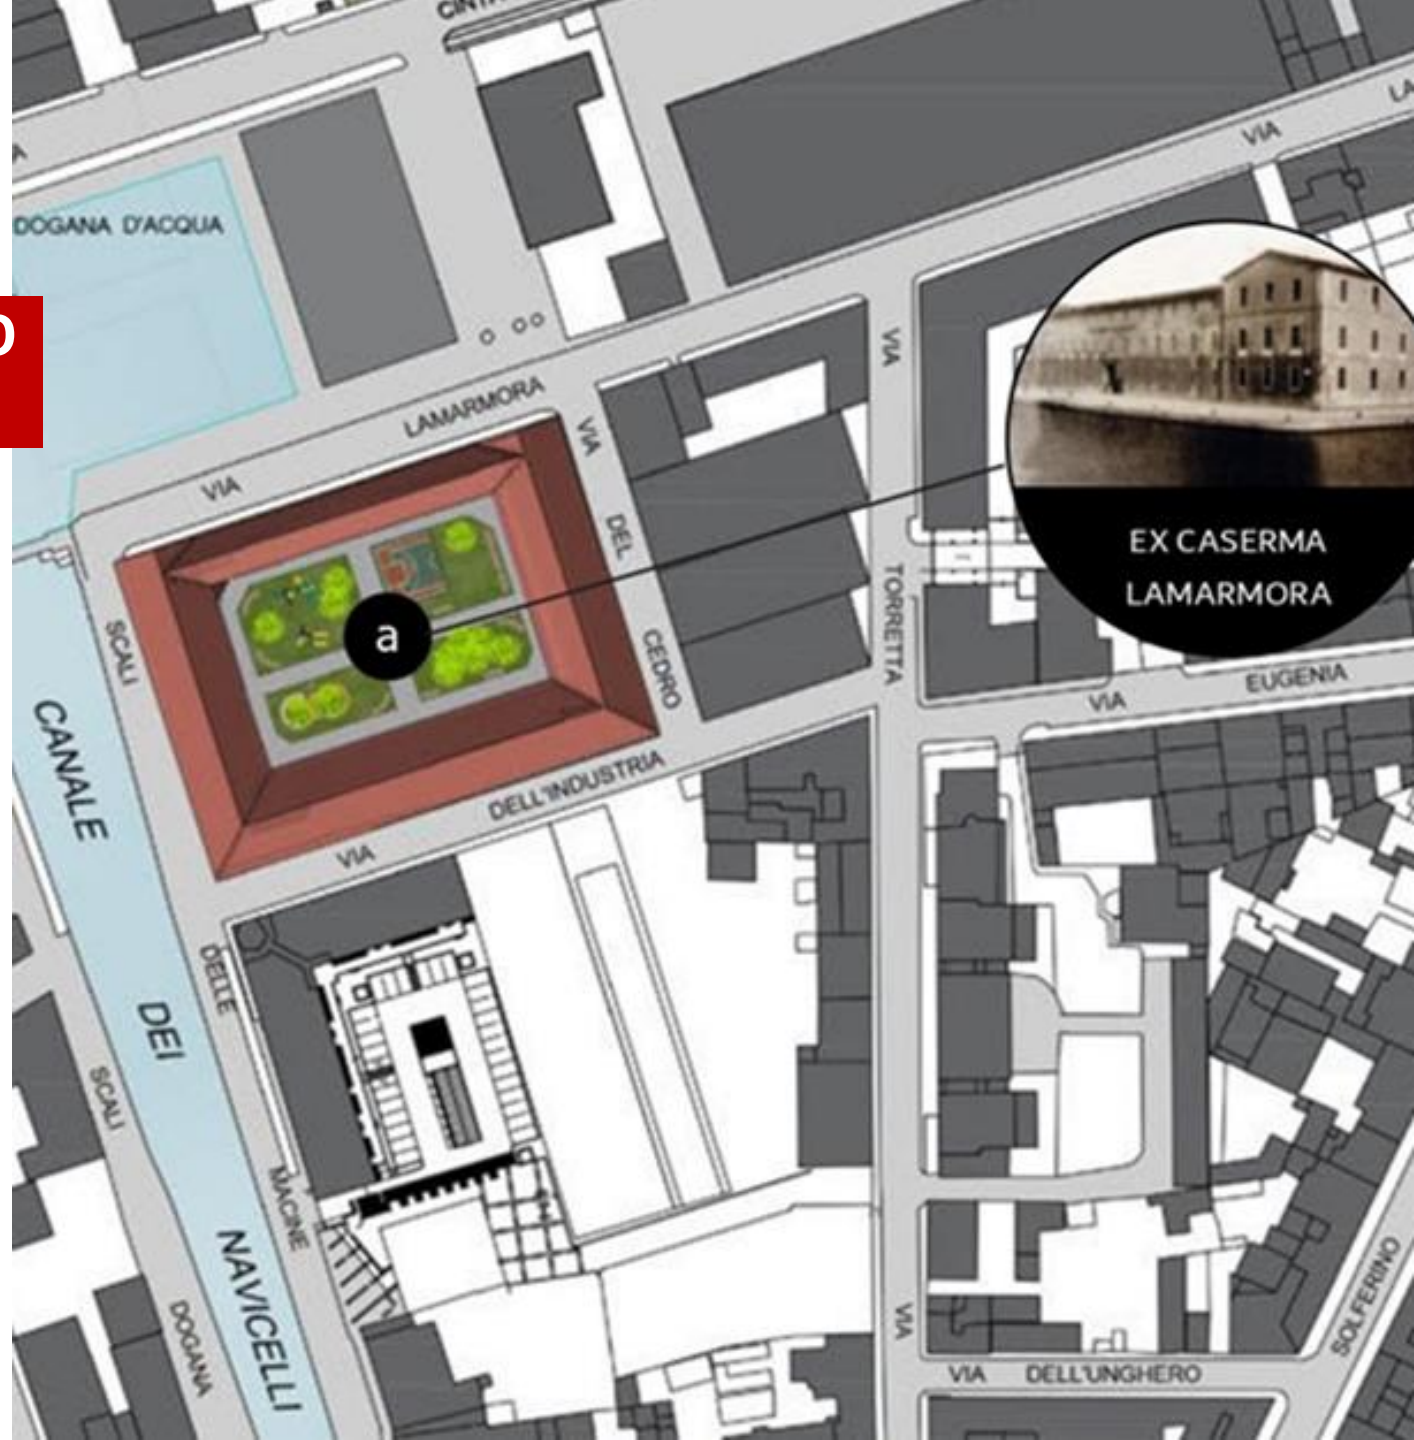 DOGANA D'ACQUA
VIA
VIA LAMARMORA
VIA DEL CEDRO
VIA TORRETTA
EX CASERMA
LAMARMORA
a
SCALI DELLE MACINE
VIA EUGENIA
VIA DELL'INDUSTRIA
CANALE DEI NAVICELLI
SCALI DOGANA
VIA
SOLFERINO
VIA DELL'UNGHERO